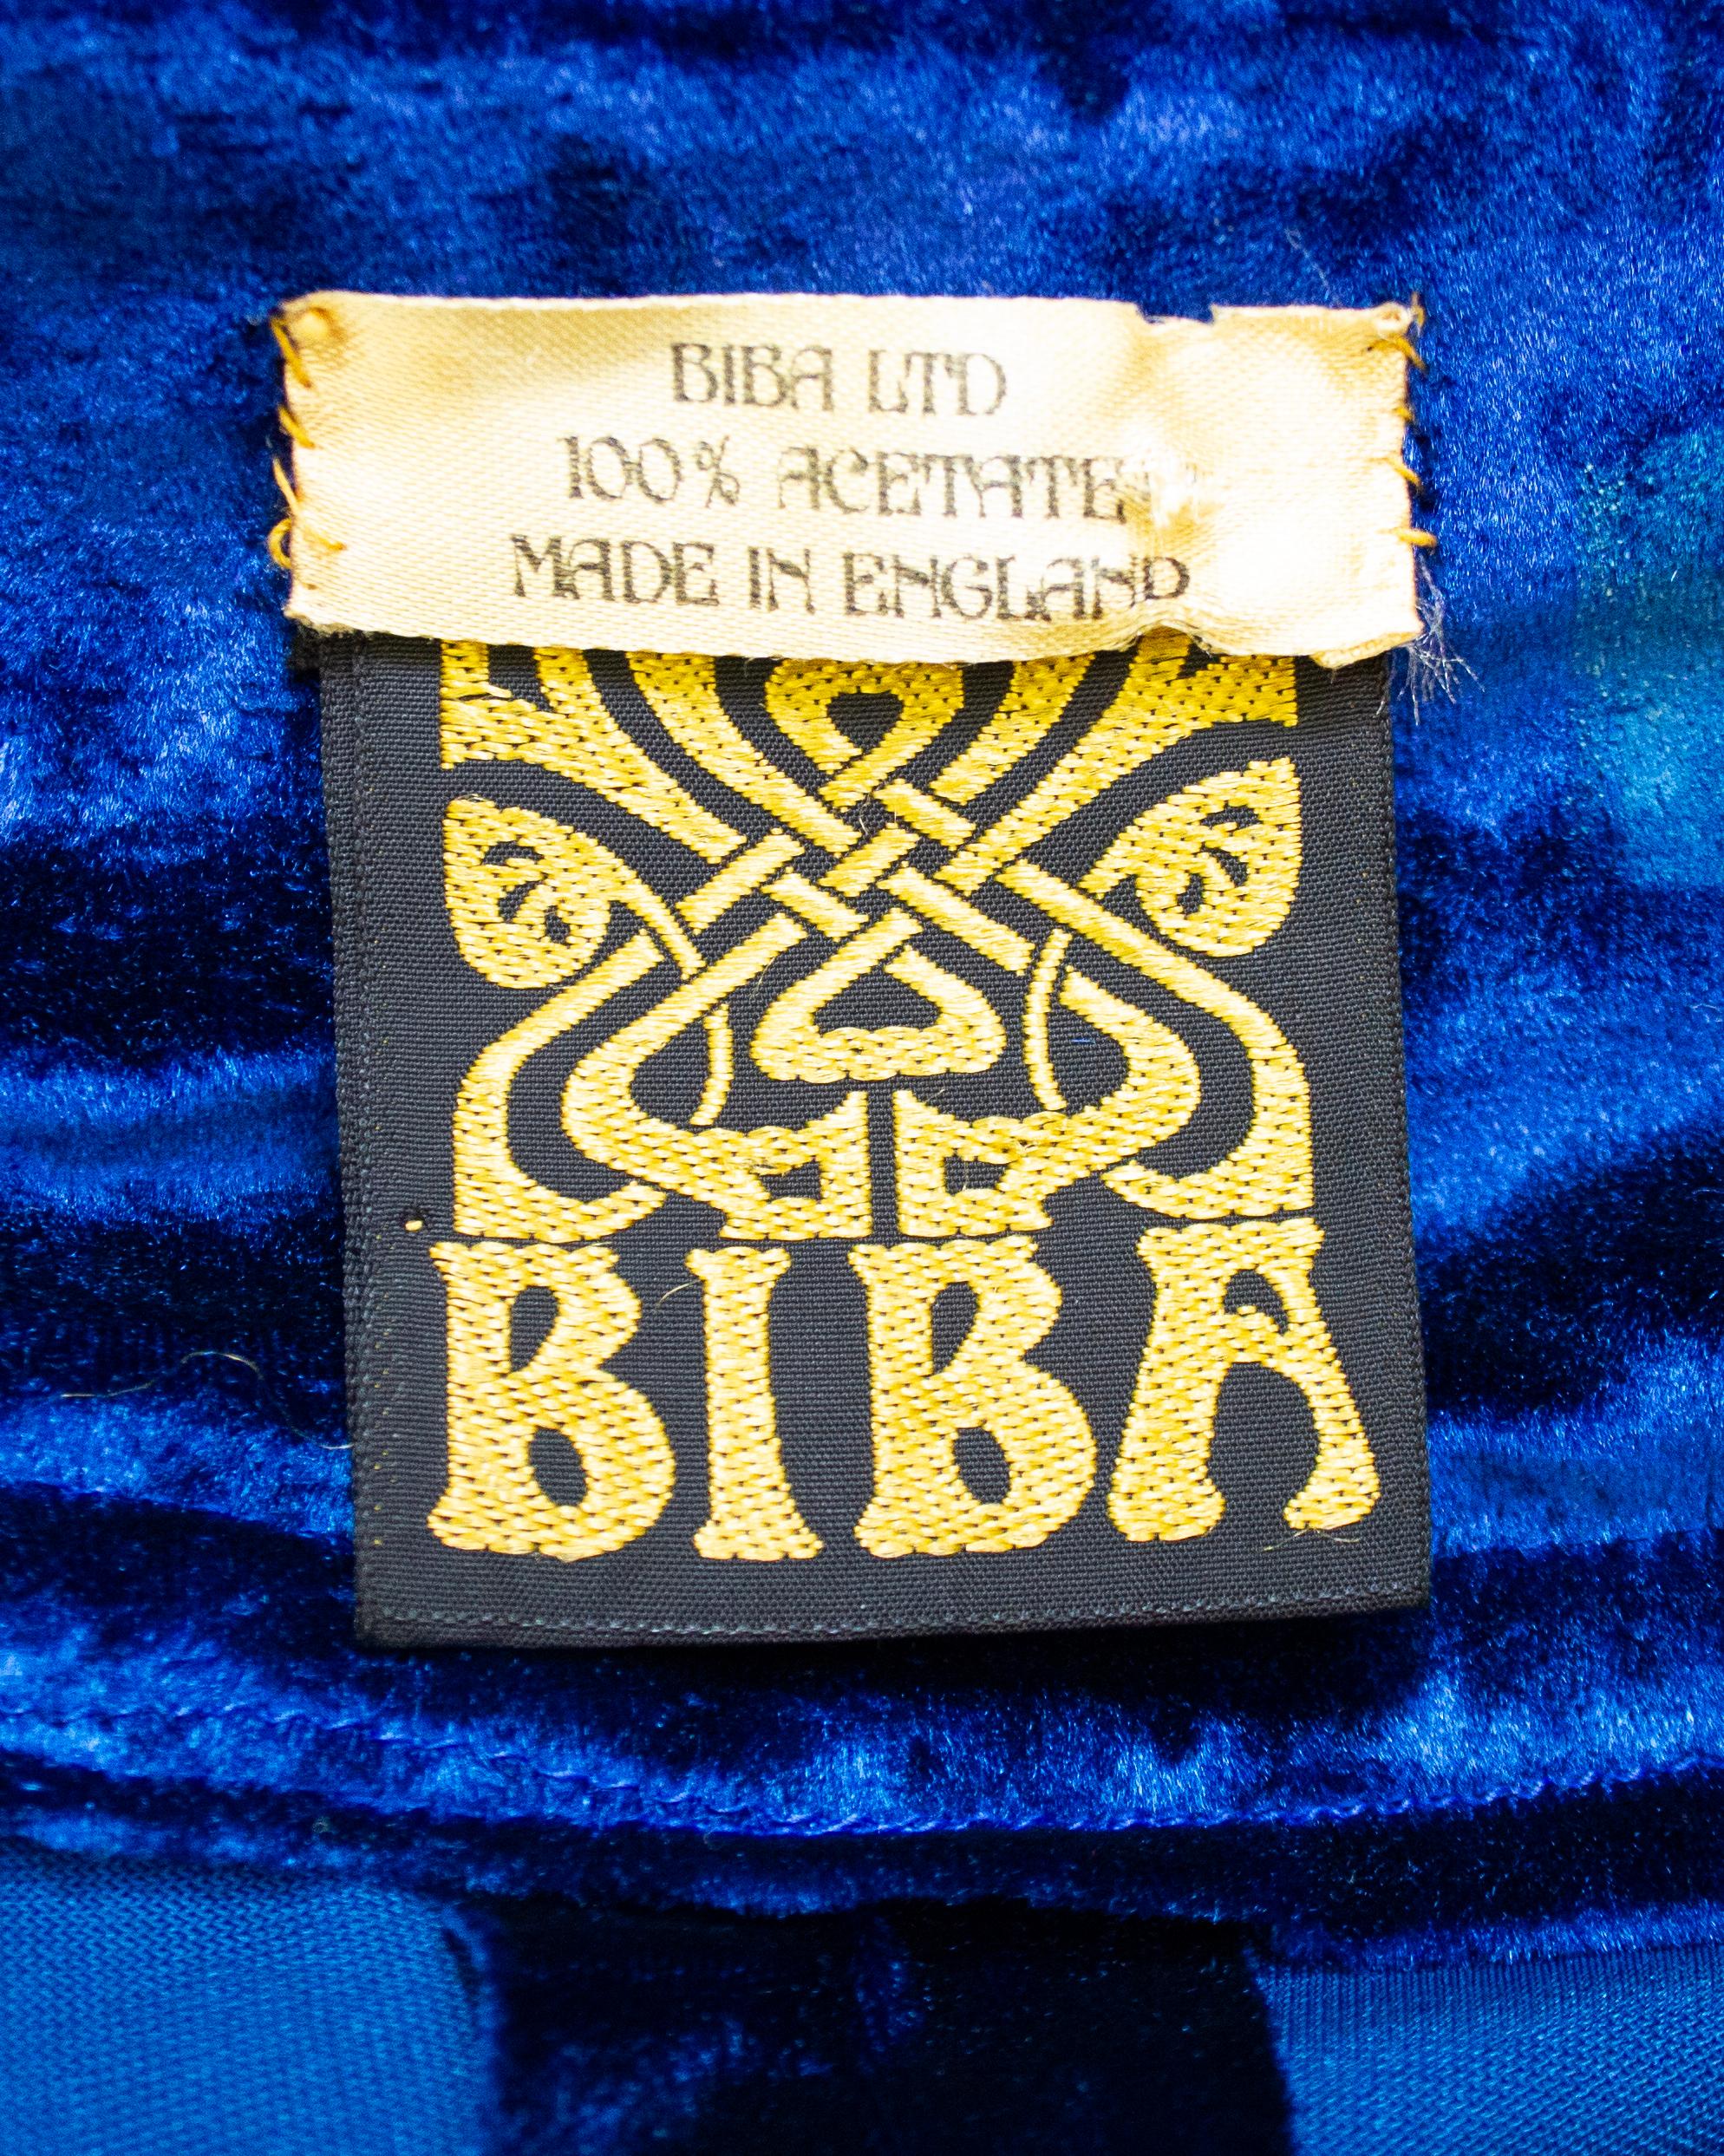 BIBA LTD
100% ACETATE
MADE IN ENGLAND
BIBA